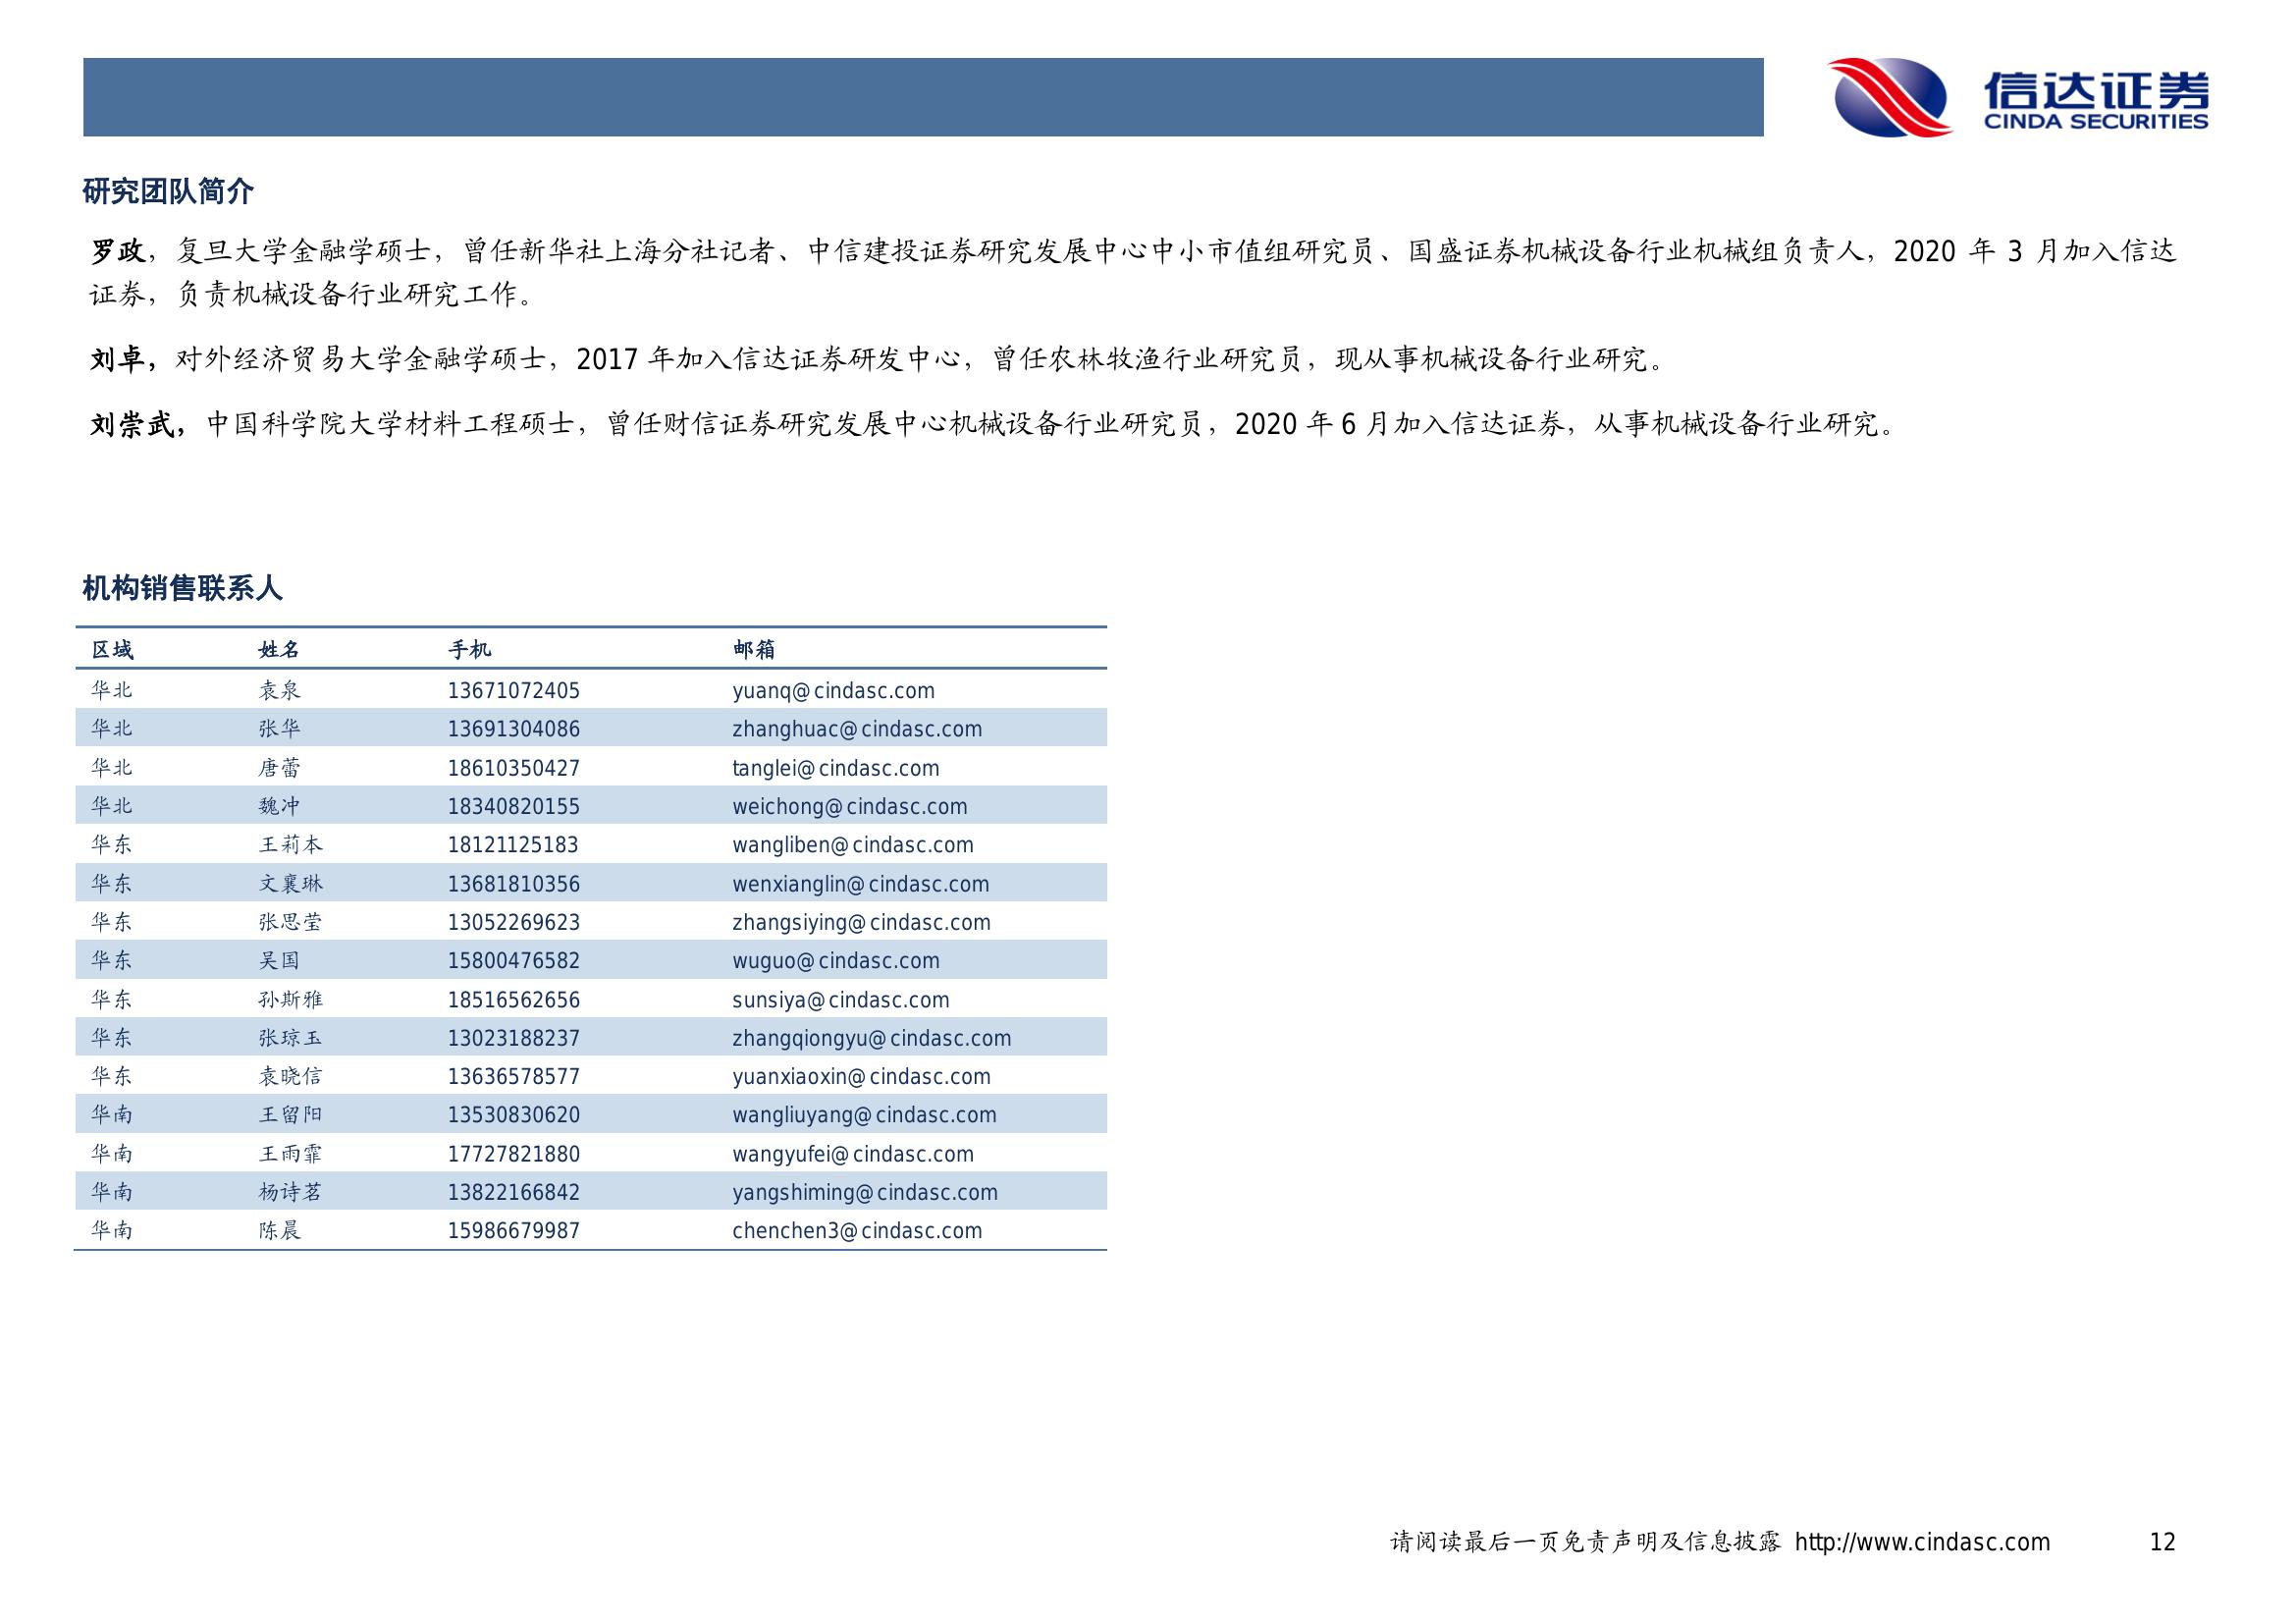 信达证券
CINDA SECURITIES
研究团队简介
罗政，复旦大学金融学硕士，曾任新华社上海分社记者、中信建投证券研究发展中心中小市值组研究员、国盛证券机械设备行业机械组负责人，2020 年 3 月加入信达
证券，负责机械设备行业研究工作。
刘卓，对外经济贸易大学金融学硕士，2017 年加入信达证券研发中心，曾任农林牧渔行业研究员，现从事机械设备行业研究。
刘崇武，中国科学院大学材料工程硕士，曾任财信证券研究发展中心机械设备行业研究员，2020 年 6 月加入信达证券，从事机械设备行业研究。
机构销售联系人
区域 姓名 手机 邮箱
华北 袁泉 13671072405 yuanq@cindasc.com
华北 张华 13691304086 zhanghuac@cindasc.com
华北 唐蕾 18610350427 tanglei@cindasc.com
华北 魏冲 18340820155 weichong@cindasc.com
华东 王莉本 18121125183 wangliben@cindasc.com
华东 文襄琳 13681810356 wenxianglin@cindasc.com
华东 张思莹 13052269623 zhangsiying@cindasc.com
华东 吴国 15800476582 wuguo@cindasc.com
华东 孙斯雅 18516562656 sunsiya@cindasc.com
华东 张琼玉 13023188237 zhangqiongyu@cindasc.com
华东 袁晓信 13636578577 yuanxiaoxin@cindasc.com
华南 王留阳 13530830620 wangliuyang@cindasc.com
华南 王雨霏 17727821880 wangyufei@cindasc.com
华南 杨诗茗 13822166842 yangshiming@cindasc.com
华南 陈晨 15986679987 chenchen3@cindasc.com
请阅读最后一页免责声明及信息披露 http://www.cindasc.com 12